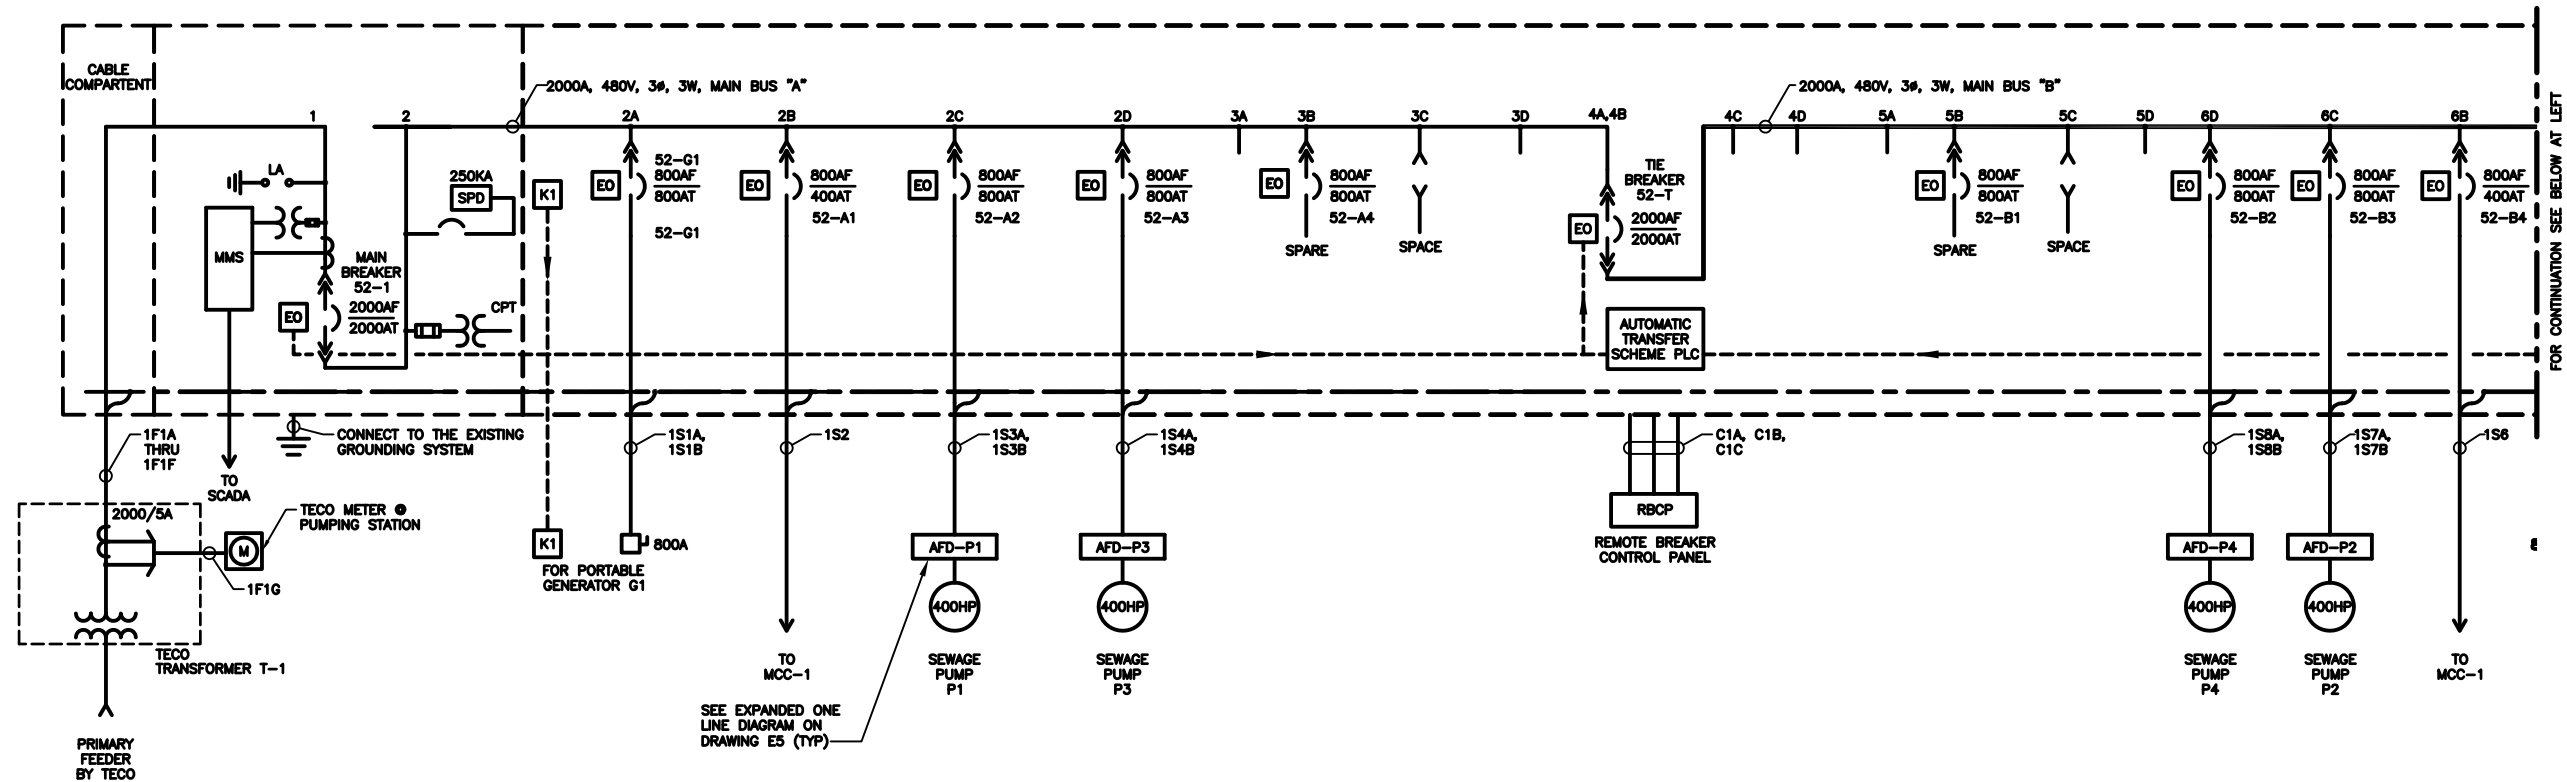 CABLE
COMPARTENT
2000A, 480V, 3ø, 3W, MAIN BUS "A"
2000A, 480V, 3ø, 3W, MAIN BUS "B"
1
2
2A
2B
2C
2D
3A
3B
3C
3D
4A,4B
4C
4D
5A
5B
5C
5D
6D
6C
6B
LA
MMS
MAIN
BREAKER
52-1
EO
2000AF
2000AT
250KA
SPD
CPT
K1
EO
52-G1
800AF
800AT
52-G1
EO
800AF
400AT
52-A1
EO
800AF
800AT
52-A2
EO
800AF
800AT
52-A3
EO
800AF
800AT
52-A4
SPARE
SPACE
TIE
BREAKER
52-T
EO
2000AF
2000AT
AUTOMATIC
TRANSFER
SCHEME PLC
EO
800AF
800AT
52-B1
SPARE
SPACE
EO
800AF
800AT
52-B2
EO
800AF
800AT
52-B3
EO
800AF
400AT
52-B4
FOR CONTINUATION SEE BELOW AT LEFT
1F1A
THRU
1F1F
TO
SCADA
CONNECT TO THE EXISTING
GROUNDING SYSTEM
1S1A,
1S1B
1S2
1S3A,
1S3B
1S4A,
1S4B
C1A, C1B,
C1C
1S8A,
1S8B
1S7A,
1S7B
1S6
2000/5A
M
TECO METER @
PUMPING STATION
1F1G
TECO
TRANSFORMER T-1
PRIMARY
FEEDER
BY TECO
K1
800A
FOR PORTABLE
GENERATOR G1
TO
MCC-1
AFD-P1
400HP
SEWAGE
PUMP
P1
AFD-P3
400HP
SEWAGE
PUMP
P3
SEE EXPANDED ONE
LINE DIAGRAM ON
DRAWING E5 (TYP)
RBCP
REMOTE BREAKER
CONTROL PANEL
AFD-P4
400HP
SEWAGE
PUMP
P4
AFD-P2
400HP
SEWAGE
PUMP
P2
TO
MCC-1